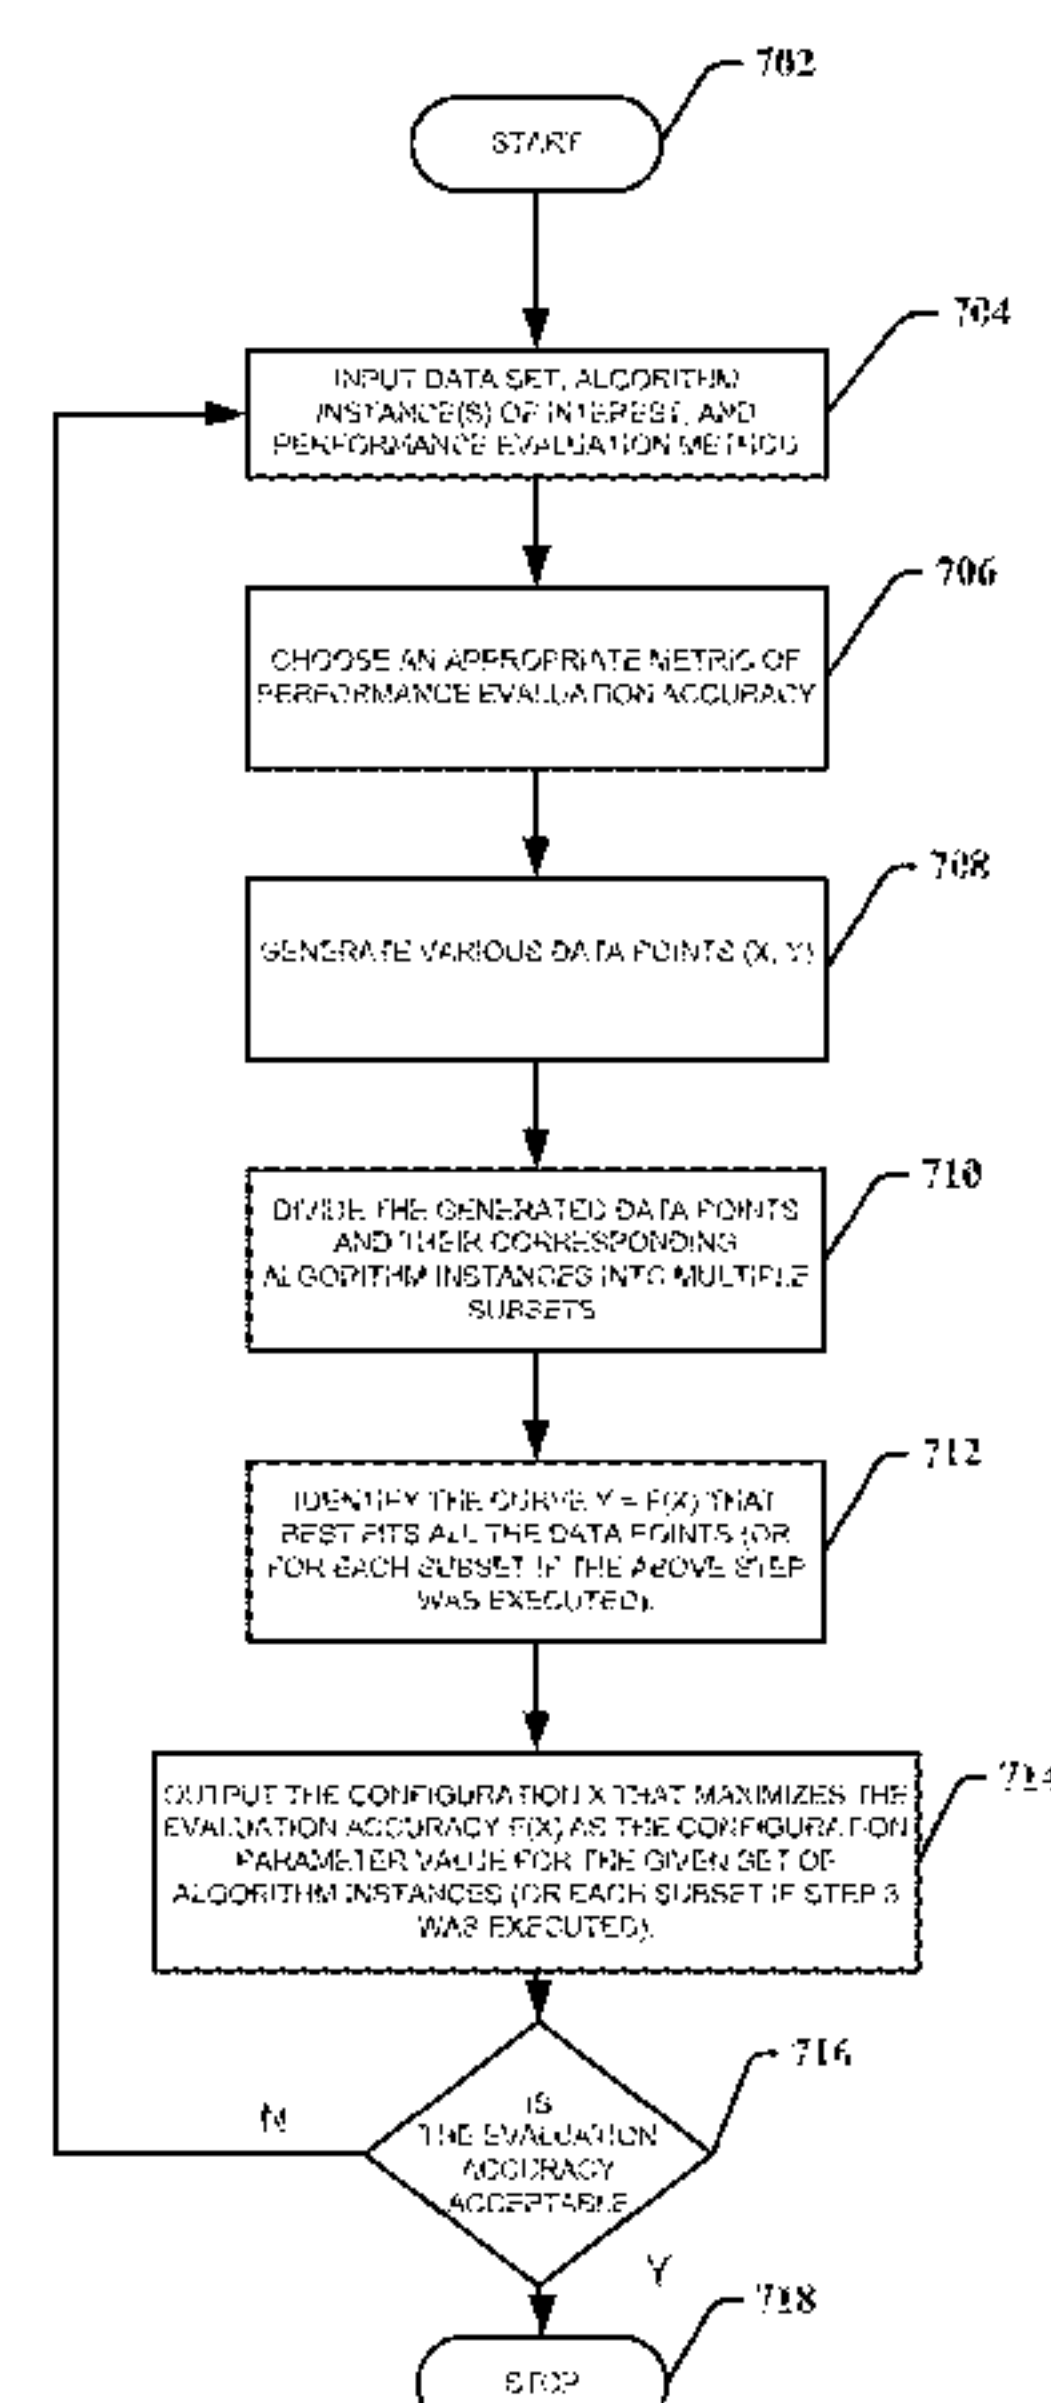 702
START
704
INPUT DATA SET, ALGORITHM
INSTANCE(S) OF INTEREST, AND
PERFORMANCE EVALUATION METHOD
706
CHOOSE AN APPROPRIATE METRIC OF
PERFORMANCE EVALUATION ACCURACY
708
GENERATE VARIOUS DATA POINTS (X, Y)
710
DIVIDE THE GENERATED DATA POINTS
AND THEIR CORRESPONDING
ALGORITHM INSTANCES INTO MULTIPLE
SUBSETS
712
IDENTIFY THE CURVE Y = F(X) THAT
BEST FITS ALL THE DATA POINTS (OR
FOR EACH SUBSET IF THE ABOVE STEP
WAS EXECUTED).
714
OUTPUT THE CONFIGURATION X THAT MAXIMIZES THE
EVALUATION ACCURACY F(X) AS THE CONFIGURATION
PARAMETER VALUE FOR THE GIVEN SET OF
ALGORITHM INSTANCES (OR EACH SUBSET IF STEP 3
WAS EXECUTED).
716
IS
THE EVALUATION
ACCURACY
ACCEPTABLE
N
Y
718
STOP